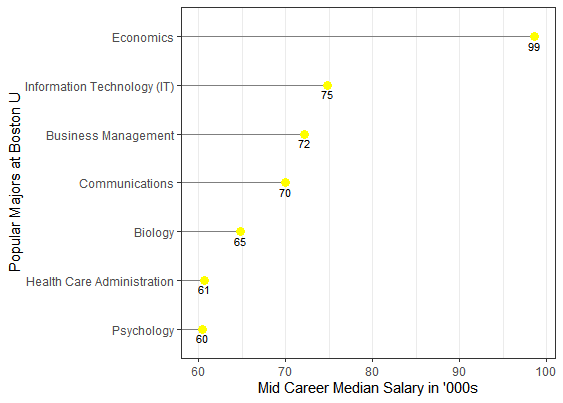 Popular Majors at Boston U
Economics
99
Information Technology (IT)
75
Business Management
72
Communications
70
Biology
65
Health Care Administration
61
Psychology
60
60 70 80 90 100
Mid Career Median Salary in '000s